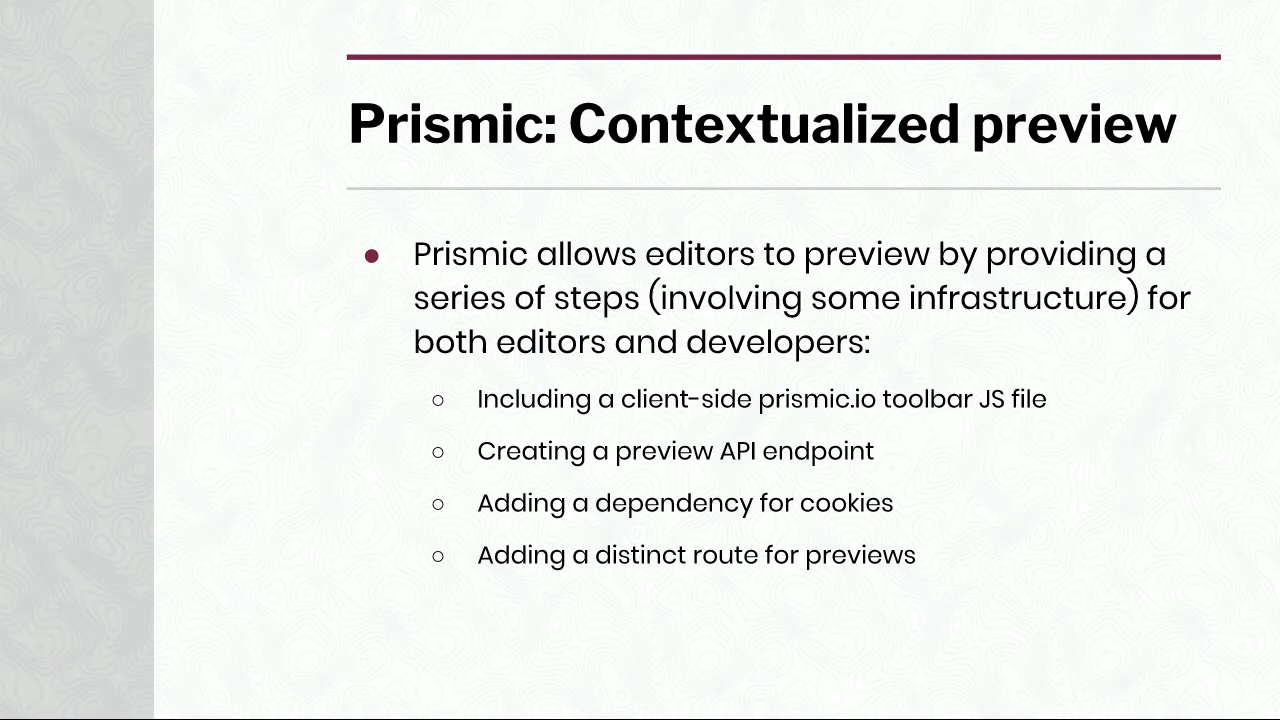 Prismic: Contextualized preview
● Prismic allows editors to preview by providing a
series of steps (involving some infrastructure) for
both editors and developers:
○ Including a client-side prismic.io toolbar JS file
○ Creating a preview API endpoint
○ Adding a dependency for cookies
○ Adding a distinct route for previews